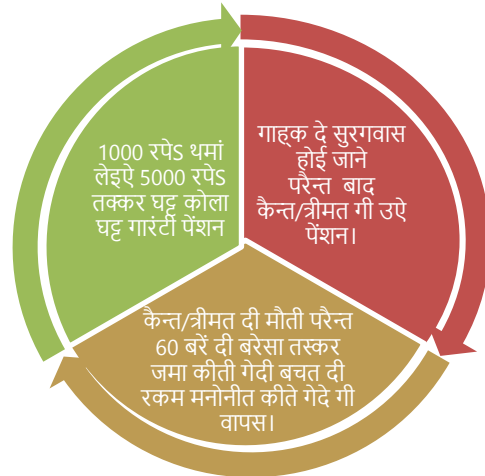 1000 रपेऽ थमां
लेइऐ 5000 रपेऽ
तक्कर घट्ट कोला
घट्ट गारंटी पेंशन
गाह्क दे सुरगवास
होई जाने
परैन्त बाद
कैन्त/त्रीमत गी उऐ
पेंशन।
कैन्त/त्रीमत दी मौती परैन्त
60 बरें दी बरेसा तस्कर
जमा कीती गेदी बचत दी
रकम मनोनीत कीते गेदे गी
वापस।